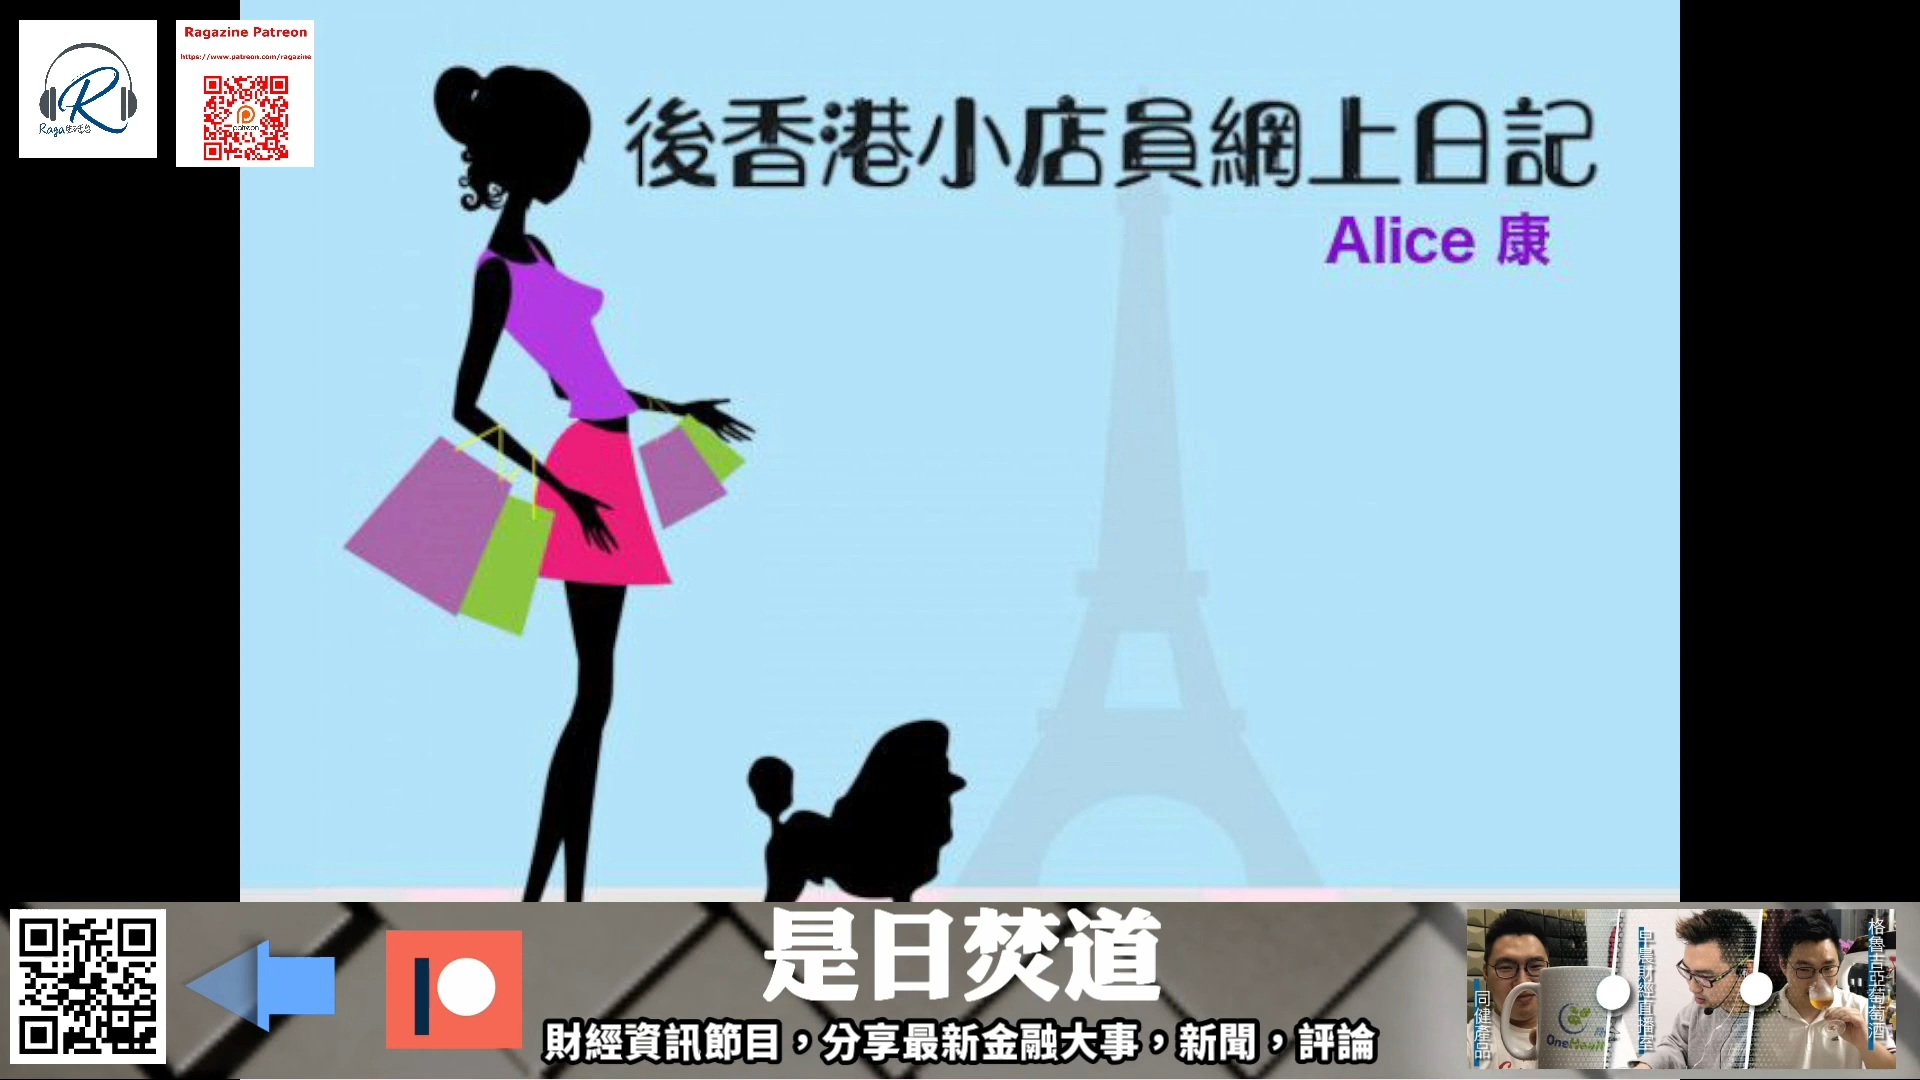 Ragazine Patreon
https://www.patreon.com/ragazine
patreon
R
後香港小店員網上日記
Alice 康
是日焚道
財經資訊節目，分享最新金融大事，新聞，評論
同健產品
早晨財經直播室
格魯吉亞葡萄酒